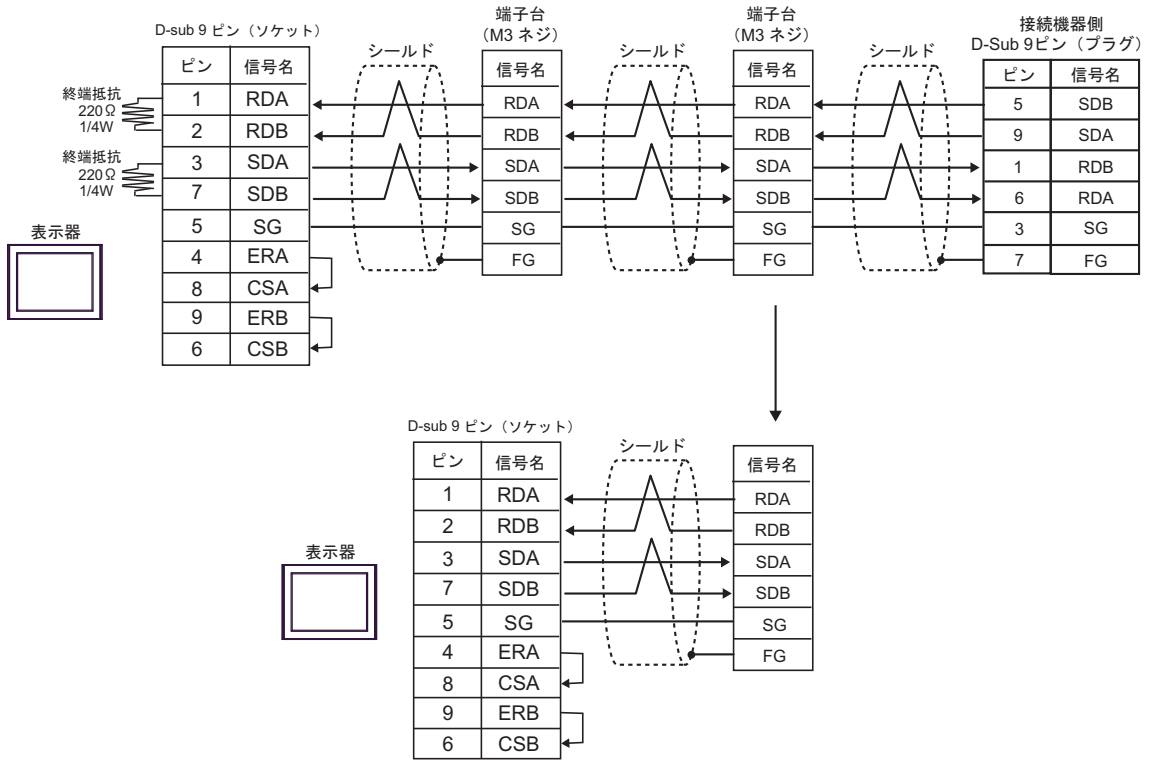 D-sub 9 ピン（ソケット）
端子台
（M3 ネジ）
端子台
（M3 ネジ）
接続機器側
D-Sub 9ピン（プラグ）
シールド
シールド
シールド
終端抵抗
220Ω
1/4W
終端抵抗
220Ω
1/4W
表示器
ピン 信号名
1 RDA
2 RDB
3 SDA
7 SDB
5 SG
4 ERA
8 CSA
9 ERB
6 CSB
信号名
RDA
RDB
SDA
SDB
SG
FG
信号名
RDA
RDB
SDA
SDB
SG
FG
ピン 信号名
5 SDB
9 SDA
1 RDB
6 RDA
3 SG
7 FG
D-sub 9 ピン（ソケット）
シールド
表示器
ピン 信号名
1 RDA
2 RDB
3 SDA
7 SDB
5 SG
4 ERA
8 CSA
9 ERB
6 CSB
信号名
RDA
RDB
SDA
SDB
SG
FG